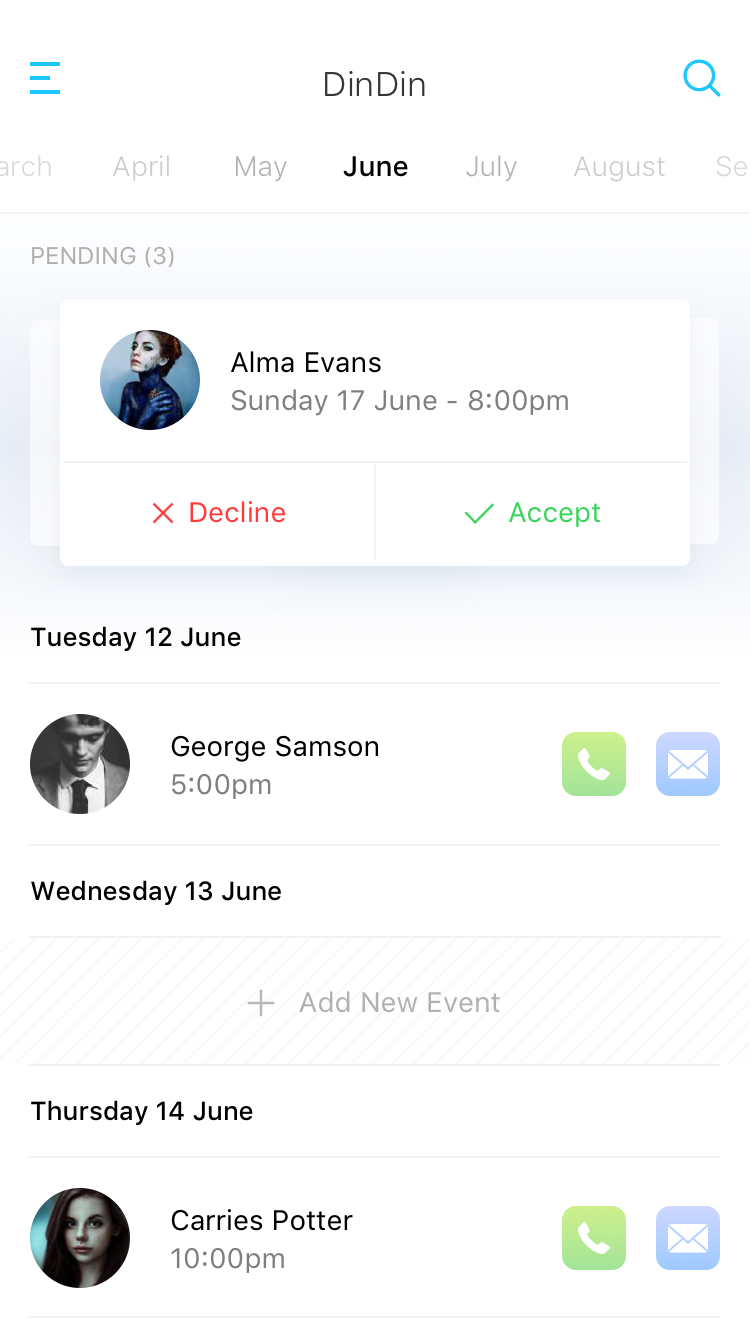 DinDin
arch April May June July August Se
PENDING (3)
Alma Evans
Sunday 17 June - 8:00pm
Decline Accept
Tuesday 12 June
George Samson
5:00pm
Wednesday 13 June
Add New Event
Thursday 14 June
Carries Potter
10:00pm